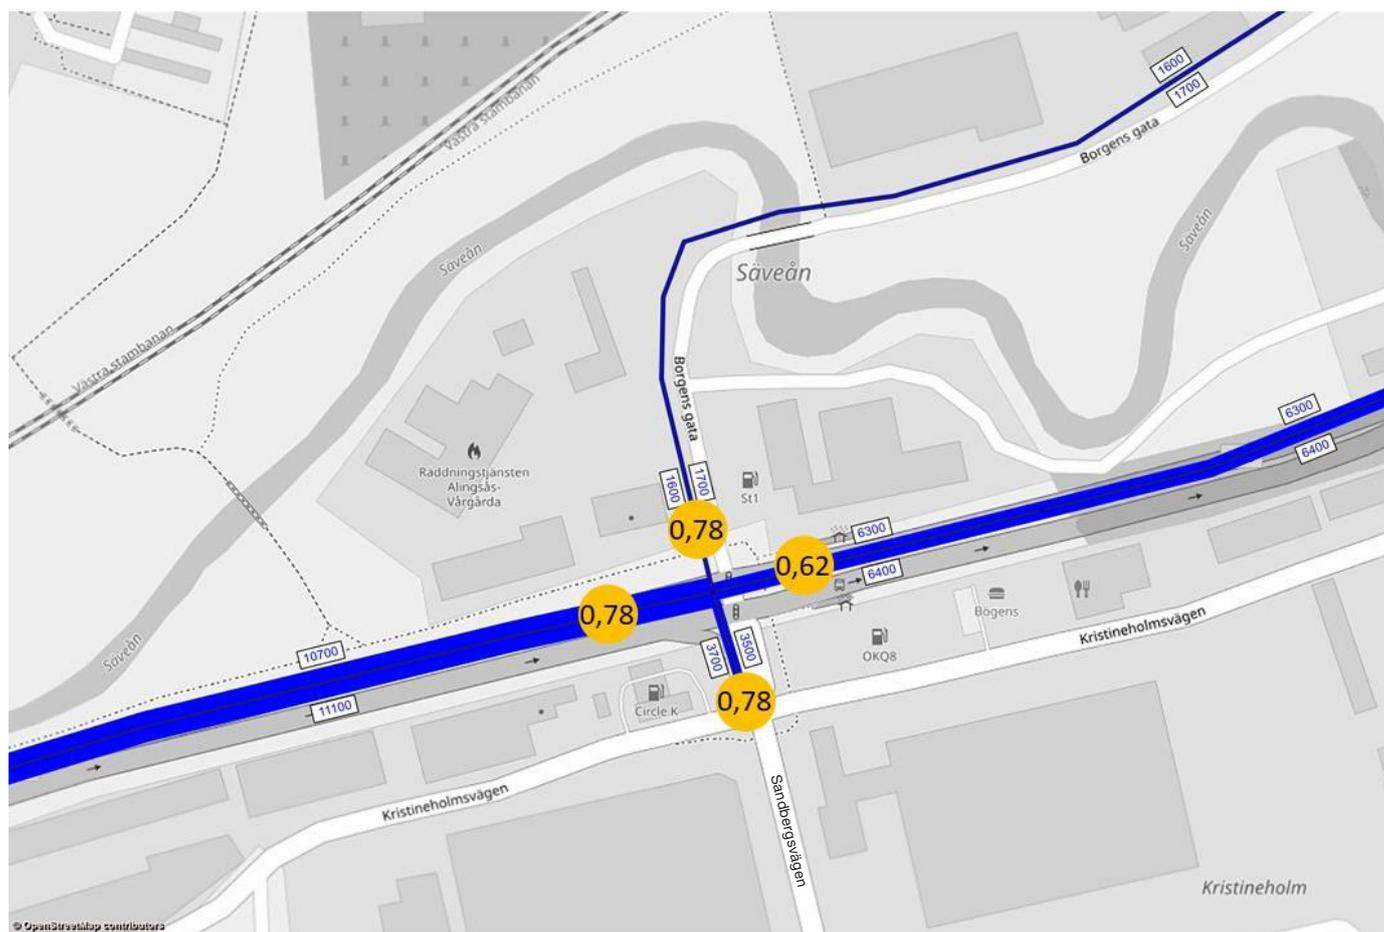 1600
1700
Västra stambanan
Borgens gata
Säveån
Säveån
Säveån
Västra stambanan
Borgens gata
Räddningstjänsten
Alingsås-
Vårgårda
1600
1700
St1
6300
6400
0,78
6300
0,62
6400
0,78
Bögens
Kristineholmsvägen
Säveån
10700
3700
3500
OKQ8
11100
Circle K
0,78
Kristineholmsvägen
Sandbergsvägen
Kristineholm
© OpenStreetMap contributors